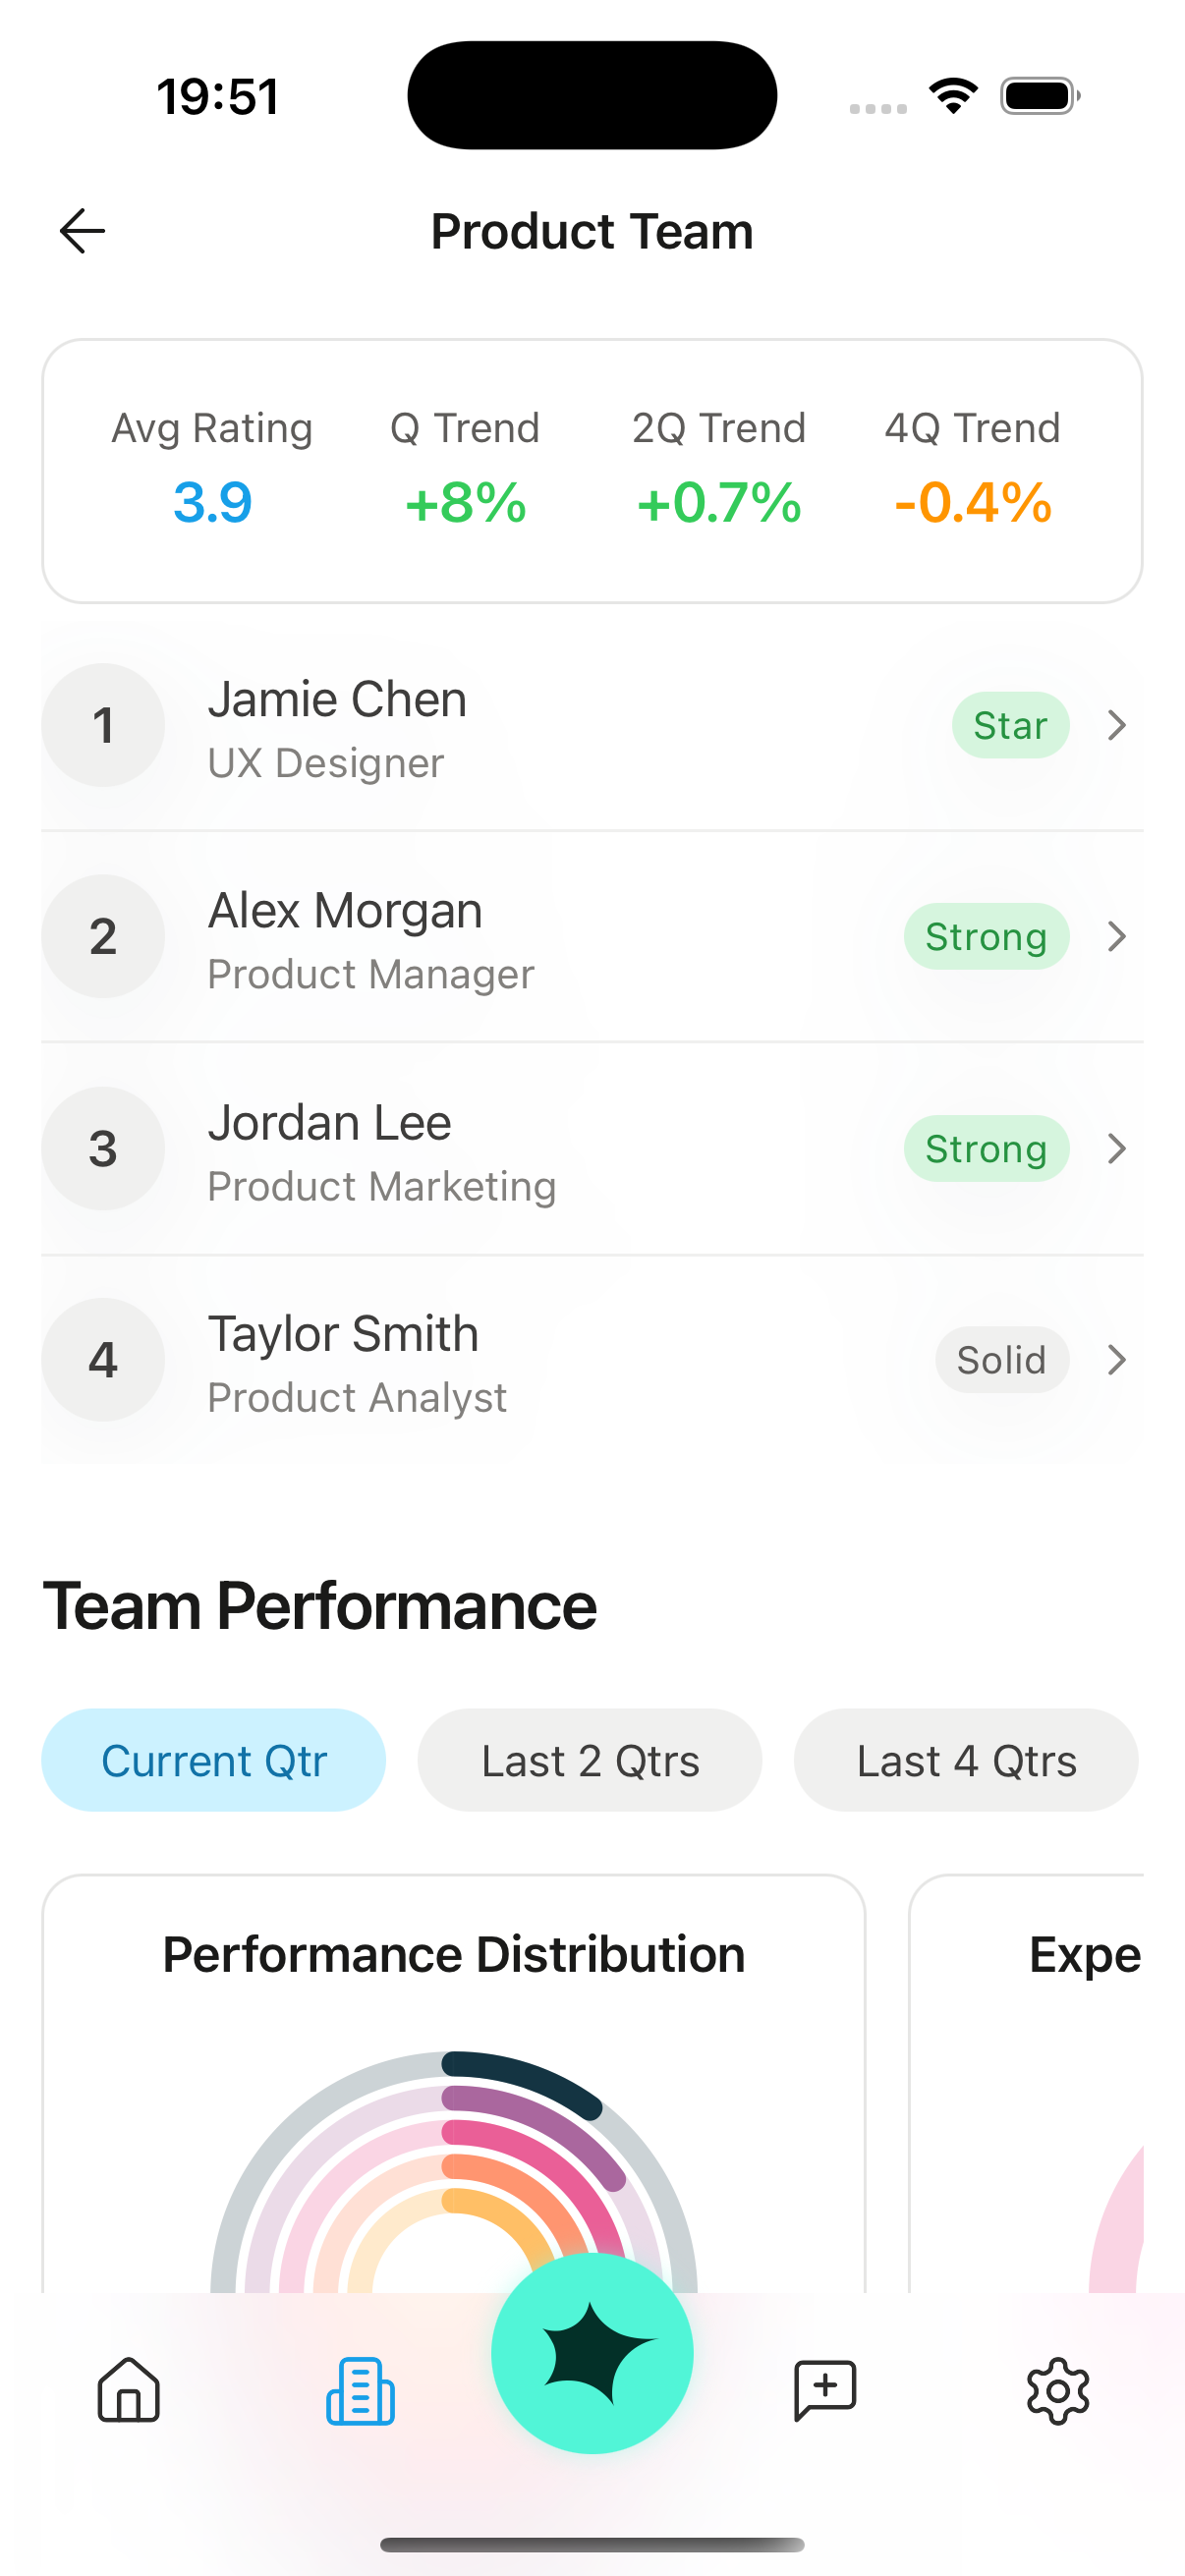 19:51
Product Team
Avg Rating Q Trend 2Q Trend 4Q Trend
3.9 +8% +0.7% -0.4%
1 Jamie Chen Star
UX Designer
2 Alex Morgan Strong
Product Manager
3 Jordan Lee Strong
Product Marketing
4 Taylor Smith Solid
Product Analyst
Team Performance
Current Qtr Last 2 Qtrs Last 4 Qtrs
Performance Distribution Expe